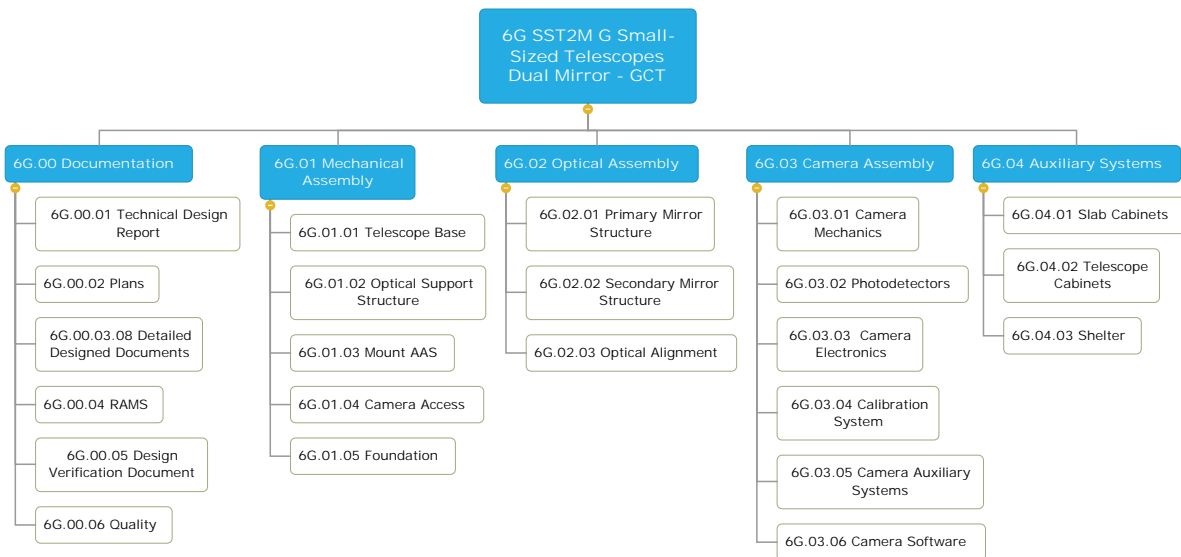 6G SST2M G Small-
Sized Telescopes
Dual Mirror - GCT
6G.00 Documentation
6G.00.01 Technical Design
Report
6G.00.02 Plans
6G.00.03.08 Detailed
Designed Documents
6G.00.04 RAMS
6G.00.05 Design
Verification Document
6G.00.06 Quality
6G.01 Mechanical
Assembly
6G.01.01 Telescope Base
6G.01.02 Optical Support
Structure
6G.01.03 Mount AAS
6G.01.04 Camera Access
6G.01.05 Foundation
6G.02 Optical Assembly
6G.02.01 Primary Mirror
Structure
6G.02.02 Secondary Mirror
Structure
6G.02.03 Optical Alignment
6G.03 Camera Assembly
6G.03.01 Camera
Mechanics
6G.03.02 Photodetectors
6G.03.03  Camera
Electronics
6G.03.04 Calibration
System
6G.03.05 Camera Auxiliary
Systems
6G.03.06 Camera Software
6G.04 Auxiliary Systems
6G.04.01 Slab Cabinets
6G.04.02 Telescope
Cabinets
6G.04.03 Shelter